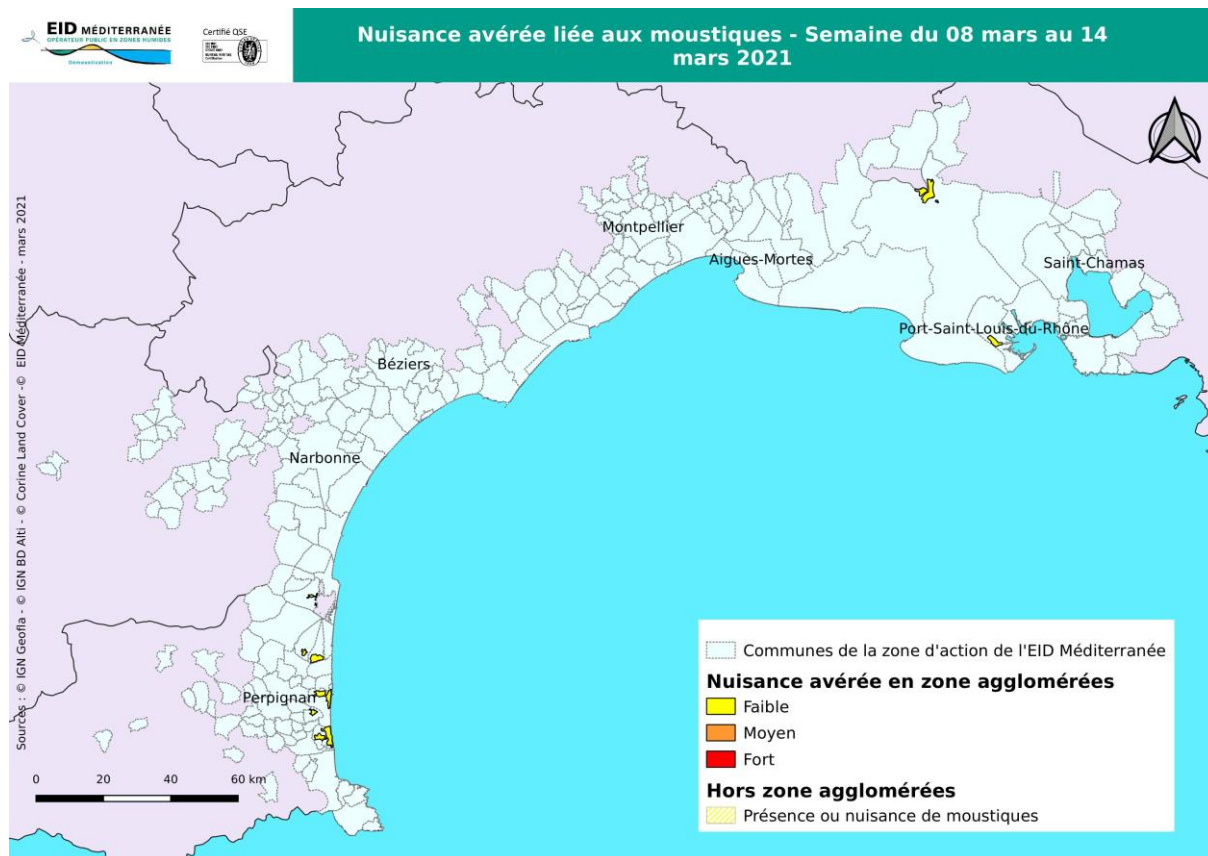 EID MÉDITERRANÉE
OPÉRATEUR PUBLIC EN ZONES HUMIDES
Démoustication
Certifié QSE
Nuisance avérée liée aux moustiques - Semaine du 08 mars au 14
mars 2021
Montpellier
Aigues-Mortes
Saint-Chamas
Port-Saint-Louis-du-Rhône
Béziers
Narbonne
Perpignan
Sources : © IGN Geofla - © IGN BD Alti - © Corine Land Cover -© EID Méditerranée - mars 2021
0 20 40 60 km
Communes de la zone d'action de l'EID Méditerranée
Nuisance avérée en zone agglomérées
Faible
Moyen
Fort
Hors zone agglomérées
Présence ou nuisance de moustiques